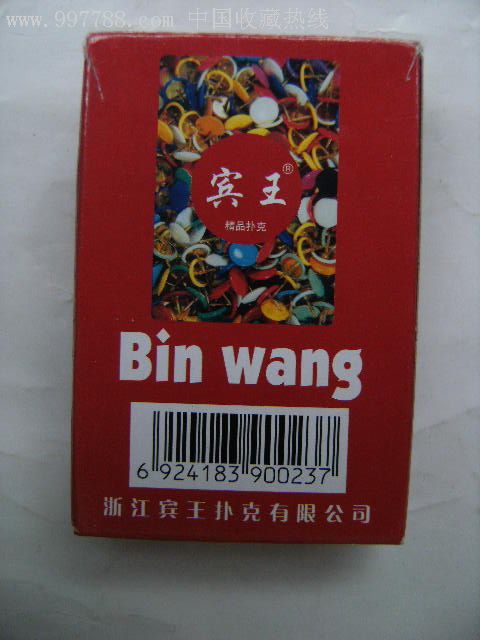 www.997788.com 中国收藏热线
宾王®
精品扑克
Bin wang
6 924183 900237
浙江宾王扑克有限公司